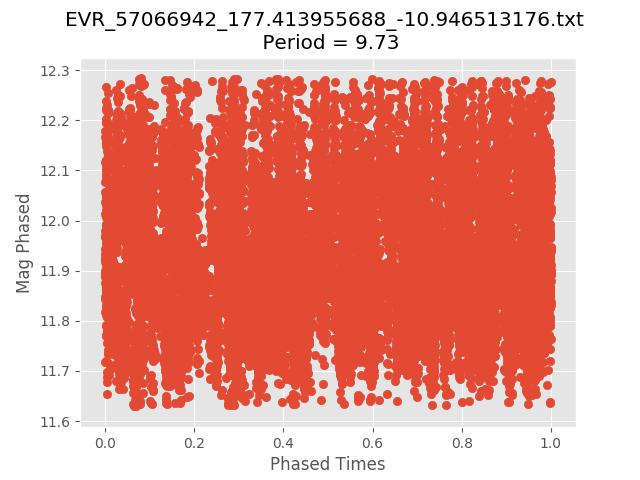 EVR_57066942_177.413955688_-10.946513176.txt
Period = 9.73
12.3
12.2
12.1
12.0
11.9
11.8
11.7
11.6
Mag Phased
0.0 0.2 0.4 0.6 0.8 1.0
Phased Times